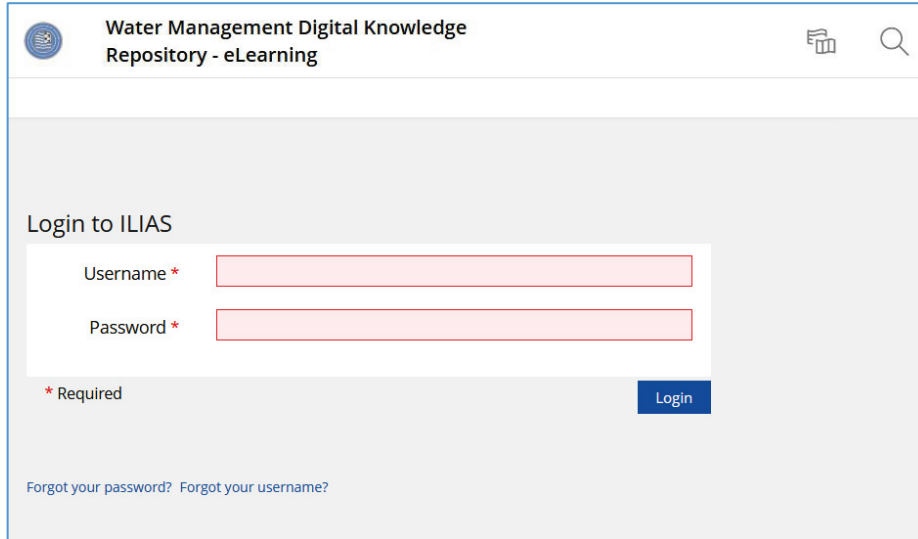 Water Management Digital Knowledge
Repository - eLearning
Login to ILIAS
Username *
Password *
* Required
Login
Forgot your password? Forgot your username?